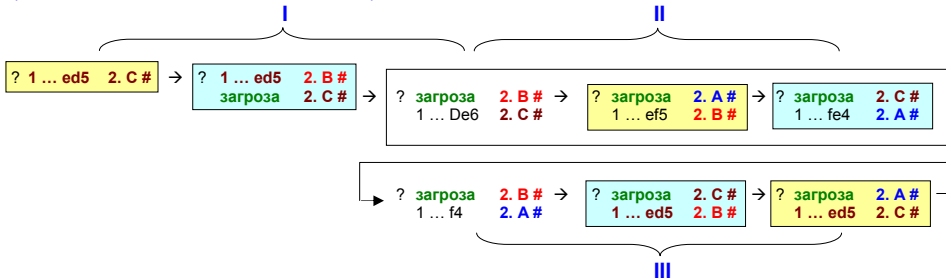 I II
? 1 … ed5 2. C # → ? 1 … ed5 2. B # →
загроза 2. C #
? загроза 2. B # → ? загроза 2. A # → ? загроза 2. C #
1 … De6 2. C # 1 … ef5 2. B # 1 … fe4 2. A #
? загроза 2. B # → ? загроза 2. C # → ? загроза 2. A #
1 … f4 2. A # 1 … ed5 2. B # 1 … ed5 2. C #
III